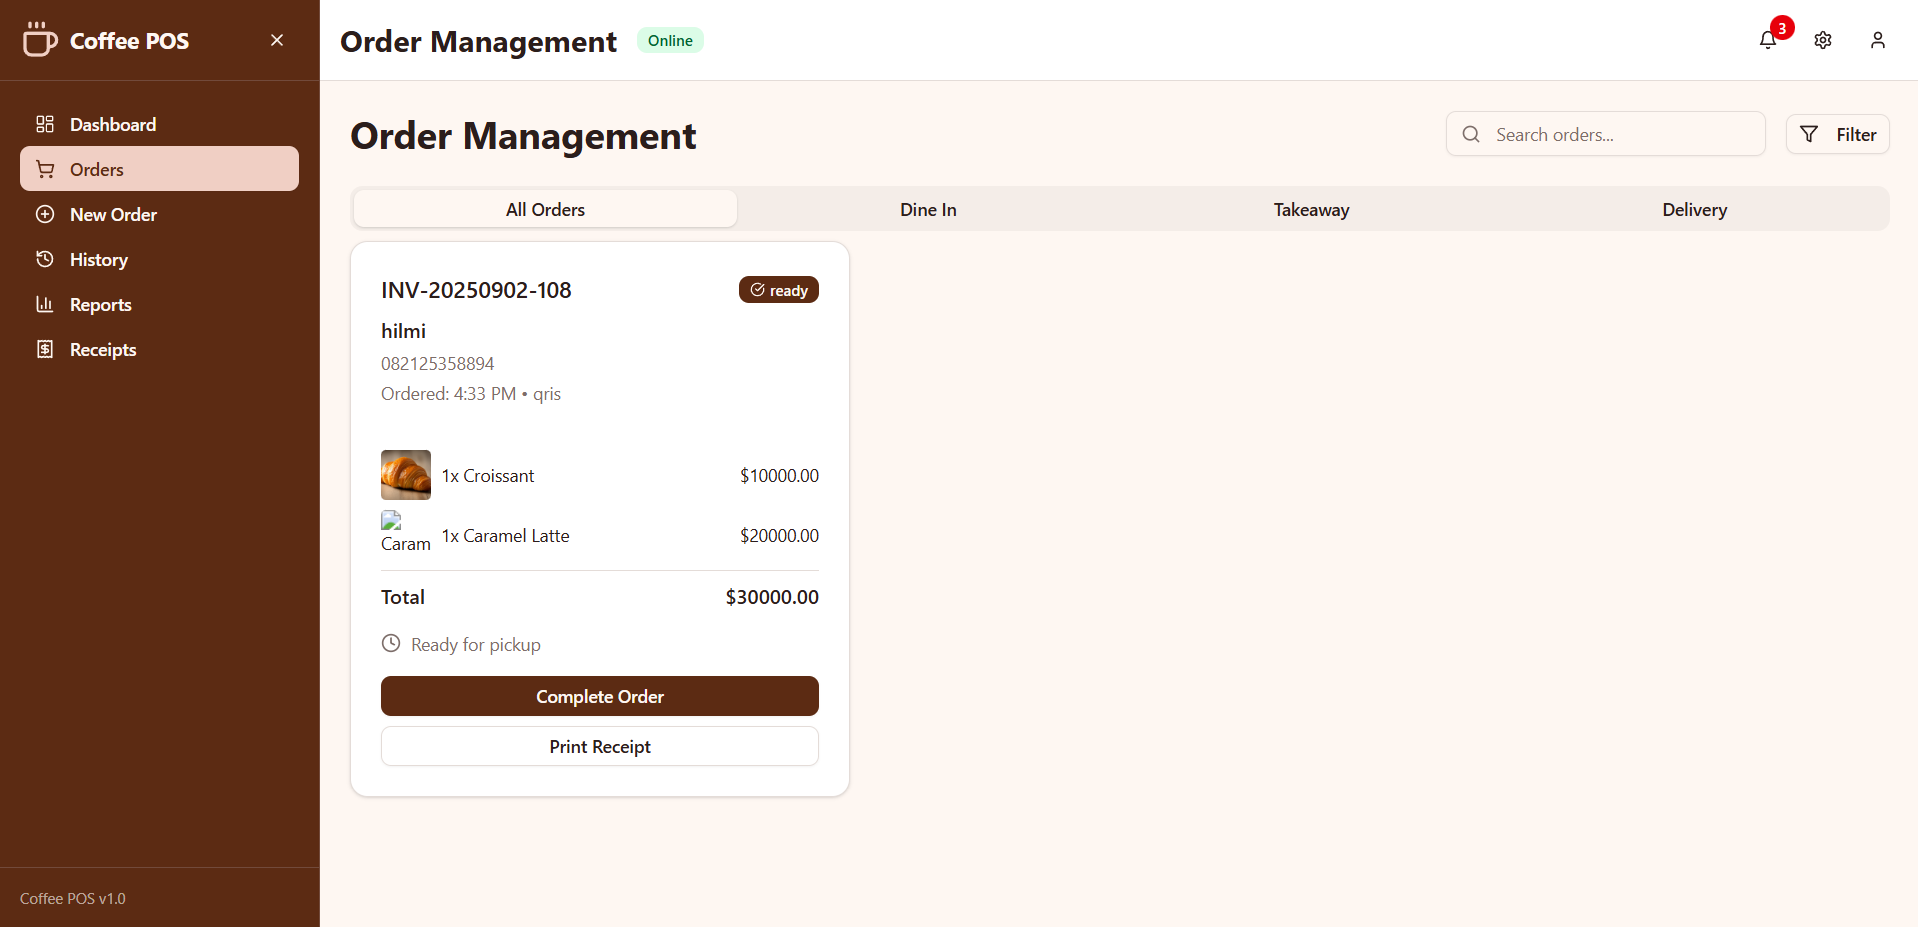 Coffee POS
Dashboard
Orders
New Order
History
Reports
Receipts
Coffee POS v1.0
Order Management
Online
3
Order Management
Search orders...
Filter
All Orders
Dine In
Takeaway
Delivery
INV-20250902-108
ready
hilmi
082125358894
Ordered: 4:33 PM • qris
1x Croissant $10000.00
Caram
1x Caramel Latte $20000.00
Total $30000.00
Ready for pickup
Complete Order
Print Receipt